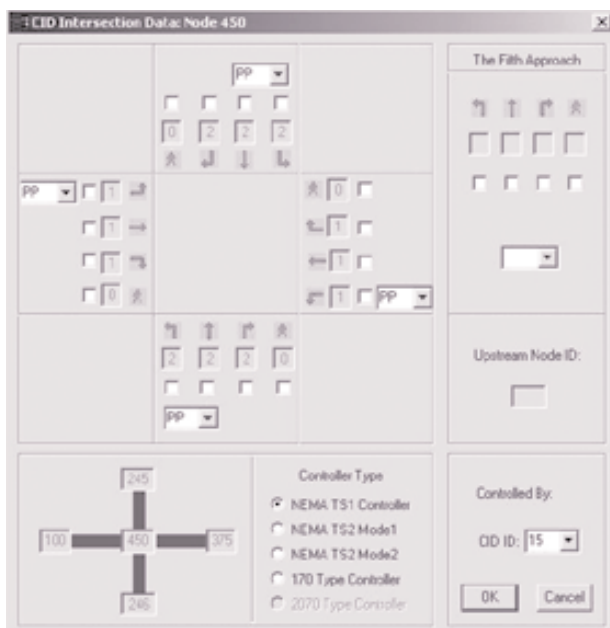 CID Intersection Data: Node 450
The Fifth Approach
PP
0 2 2 2
PP 1
1
1
0
0
1
1
1 PP
2 2 2 0
PP
Upstream Node ID:
245
100 450 375
246
Controller Type
NEMA TS1 Controller
NEMA TS2 Mode1
NEMA TS2 Mode2
170 Type Controller
2070 Type Controller
Controlled By:
CID ID: 15
OK Cancel